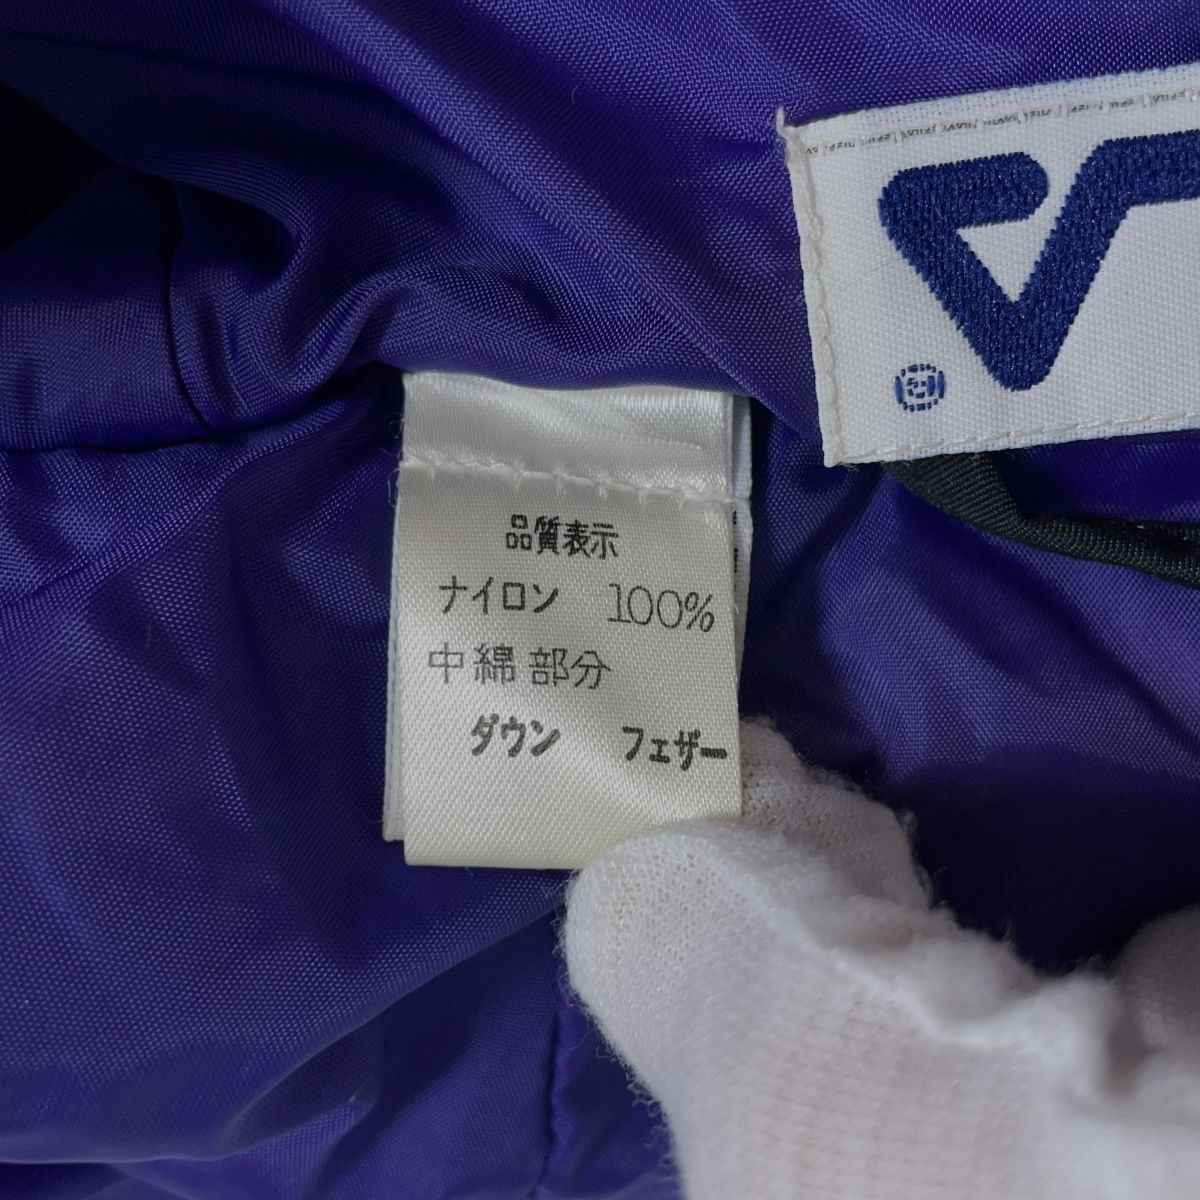 品質表示
ナイロン 100%
中綿部分
ダウン フェザー